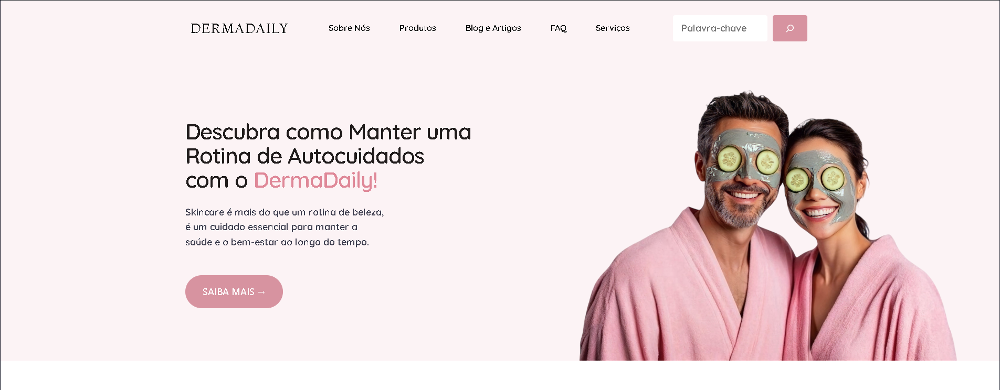 DERMADAILY
Sobre Nós
Produtos
Blog e Artigos
FAQ
Serviços
Palavra-chave
Descubra como Manter uma
Rotina de Autocuidados
com o DermaDaily!
Skincare é mais do que um rotina de beleza,
é um cuidado essencial para manter a
saúde e o bem-estar ao longo do tempo.
SAIBA MAIS →